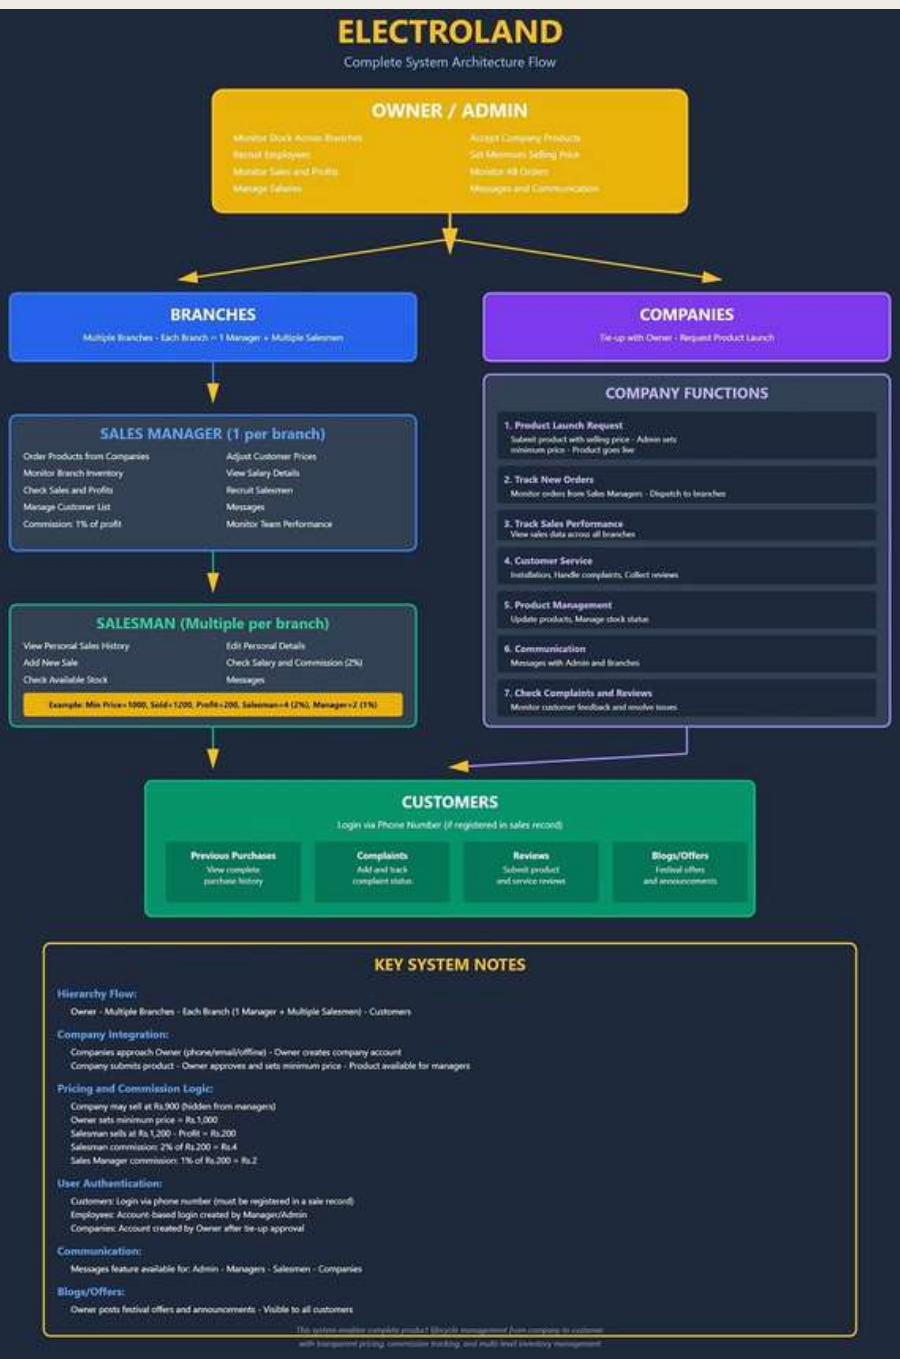 ELECTROLAND
Complete System Architecture Flow
OWNER / ADMIN
Monitor Stock Across Branches
Recruit Employees
Monitor Sales and Profits
Manage Salaries
Accept Company Products
Set Minimum Selling Price
Monitor All Orders
Messages and Communication
BRANCHES
Multiple Branches - Each Branch = 1 Manager + Multiple Salesmen
SALES MANAGER (1 per branch)
Order Products from Companies
Monitor Branch Inventory
Check Sales and Profits
Manage Customer List
Commission: 1% of profit
Adjust Customer Prices
View Salary Details
Recruit Salesmen
Messages
Monitor Team Performance
SALESMAN (Multiple per branch)
View Personal Sales History
Add New Sale
Check Available Stock
Edit Personal Details
Check Salary and Commission (2%)
Messages
Example: Min Price=1000, Sold=1200, Profit=200, Salesman=4 (2%), Manager=2 (1%)
COMPANIES
Tie-up with Owner - Request Product Launch
COMPANY FUNCTIONS
1. Product Launch Request
Submit product with selling price - Admin sets
minimum price - Product goes live
2. Track New Orders
Monitor orders from Sales Managers - Dispatch to branches
3. Track Sales Performance
View sales data across all branches
4. Customer Service
Installation, Handle complaints, Collect reviews
5. Product Management
Update products, Manage stock status
6. Communication
Messages with Admin and Branches
7. Check Complaints and Reviews
Monitor customer feedback and resolve issues
CUSTOMERS
Login via Phone Number (if registered in sales record)
Previous Purchases
View complete
purchase history
Complaints
Add and track
complaint status
Reviews
Submit product
and service reviews
Blogs/Offers
Festival offers
and announcements
KEY SYSTEM NOTES
Hierarchy Flow:
Owner - Multiple Branches - Each Branch (1 Manager + Multiple Salesmen) - Customers
Company Integration:
Companies approach Owner (phone/email/offline) - Owner creates company account
Company submits product - Owner approves and sets minimum price - Product available for managers
Pricing and Commission Logic:
Company may sell at Rs.900 (hidden from managers)
Owner sets minimum price = Rs.1,000
Salesman sells at Rs.1,200 - Profit = Rs.200
Salesman commission: 2% of Rs.200 = Rs.4
Sales Manager commission: 1% of Rs.200 = Rs.2
User Authentication:
Customers: Login via phone number (must be registered in a sale record)
Employees: Account-based login created by Manager/Admin
Companies: Account created by Owner after tie-up approval
Communication:
Messages feature available for: Admin - Managers - Salesmen - Companies
Blogs/Offers:
Owner posts festival offers and announcements - Visible to all customers
This system enables complete product lifecycle management from company to customer
with transparent pricing, commission tracking, and multi-level inventory management